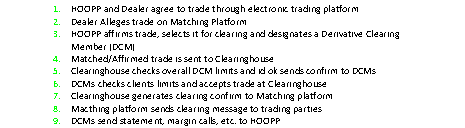 1. HOOPP and Dealer agree to trade through electronic trading platform
2. Dealer Alleges trade on Matching Platform
3. HOOPP affirms trade, selects it for clearing and designates a Derivative Clearing
Member (DCM)
4. Matched/Affirmed trade is sent to Clearinghouse
5. Clearinghouse checks overall DCM limits and id ok sends confirm to DCMs
6. DCMs checks clients limits and accepts trade at Clearinghouse
7. Clearinghouse generates clearing confirm to Matching platform
8. Macthing platform sends clearing message to trading parties
9. DCMs send statement, margin calls, etc. to HOOPP